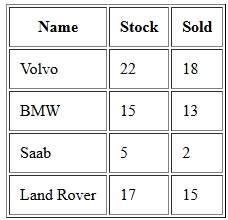 Name Stock Sold
Volvo 22 18
BMW 15 13
Saab 5 2
Land Rover 17 15